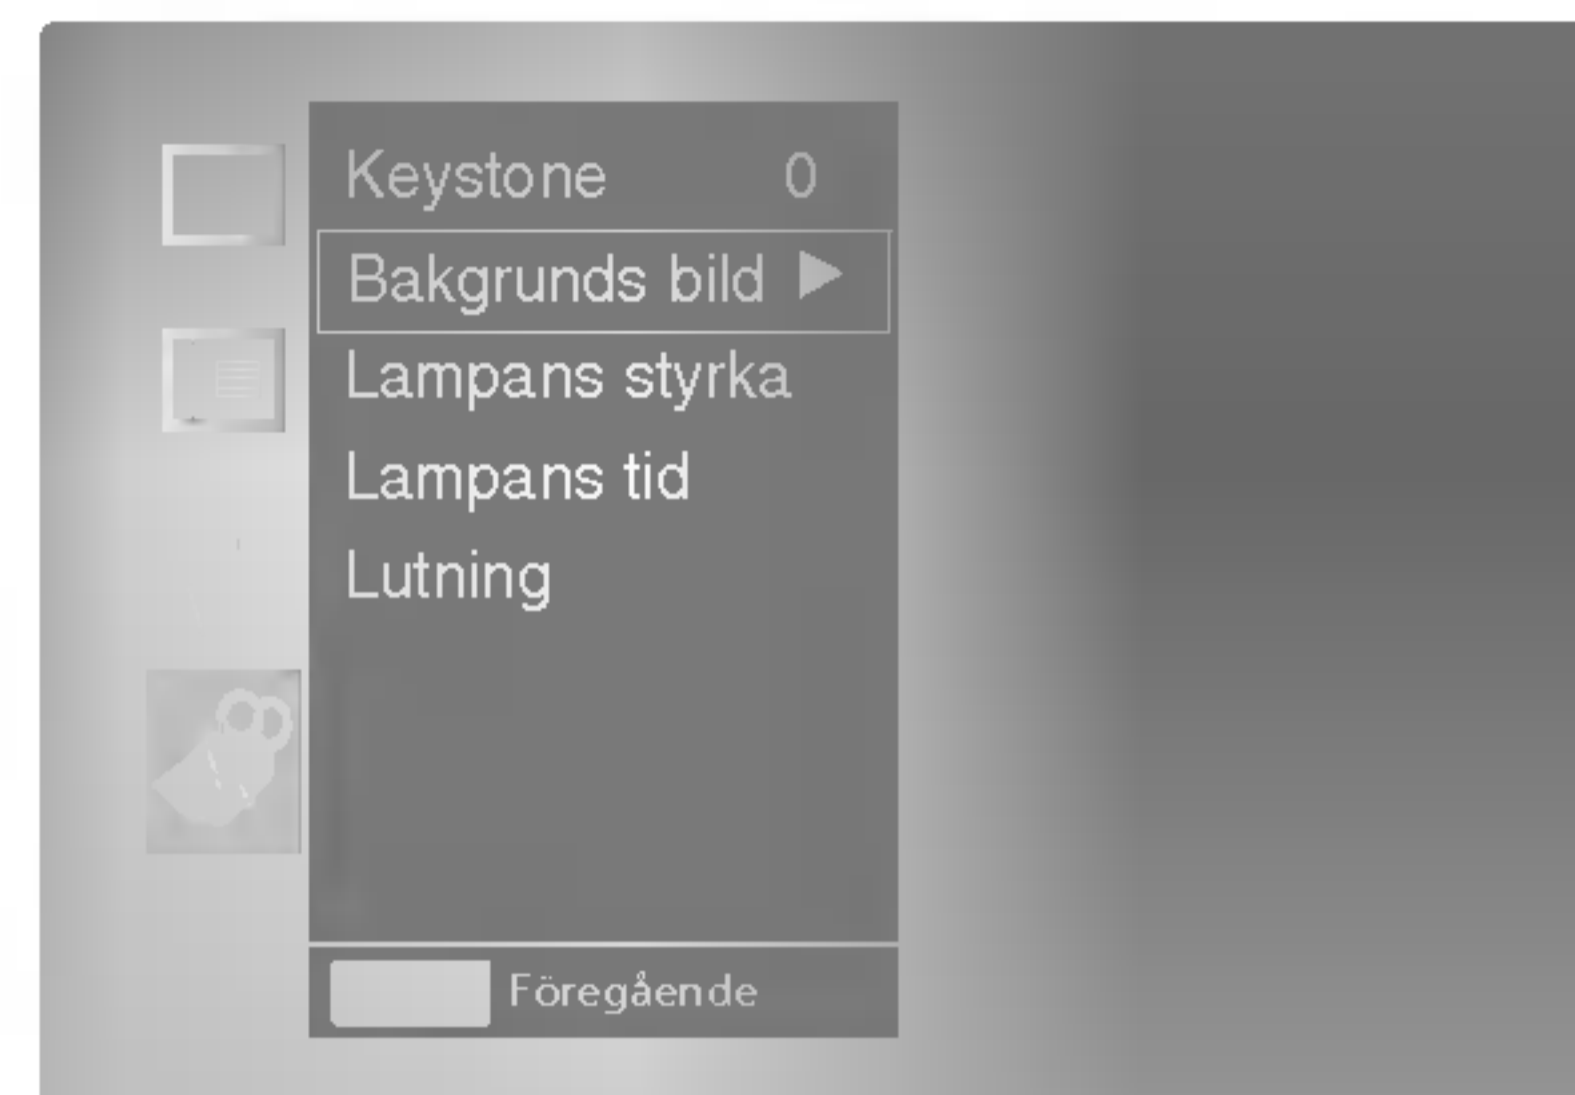 Keystone 0
Bakgrunds bild ▶
Lampans styrka
Lampans tid
Lutning
Föregående